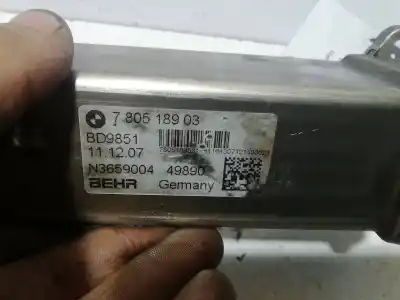 7 805 189 03
BD9851
11.12.07
N3659004 49890
BEHR Germany